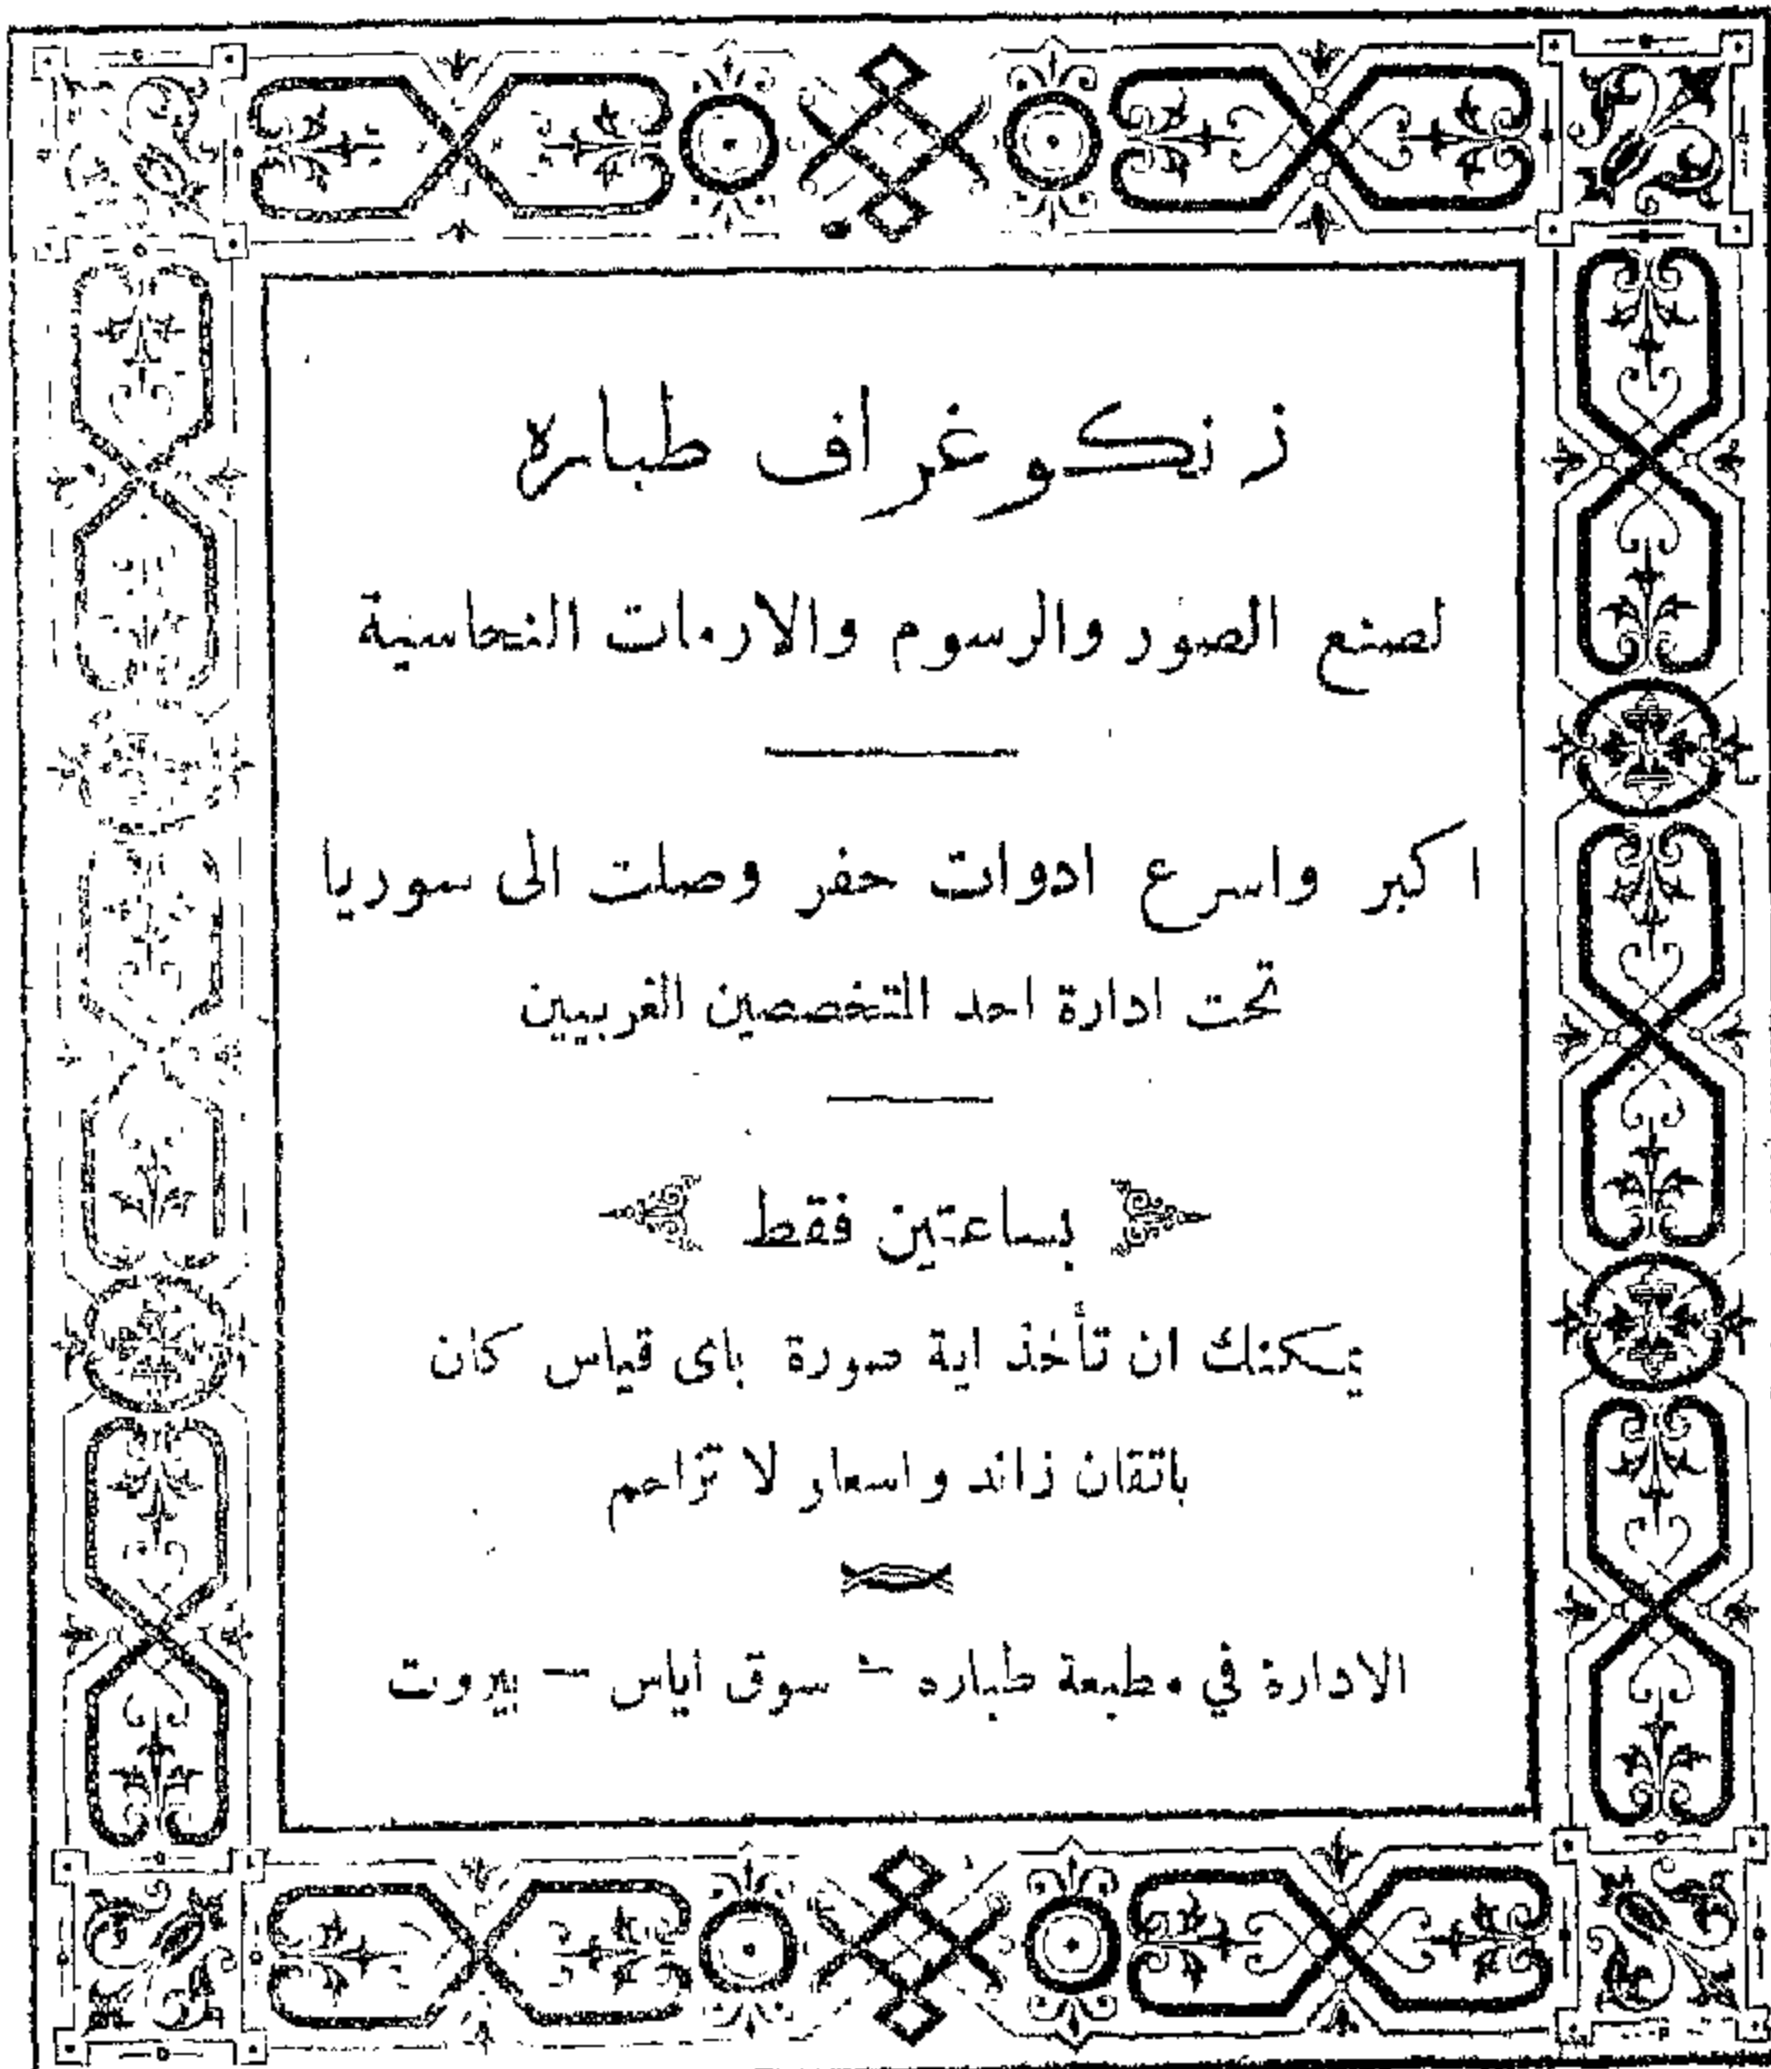 زنكوغراف طباره
لصنع الصور والرسوم والارمات النحاسية
اكبر واسرع ادوات حفر وصلت الى سوريا
تحت ادارة احد المتخصصين الغربيين
بساعتين فقط
يمكنك ان تأخذ اية صورة باى قياس كان
باتقان زائد واسعار لا تزاحم
الادارة في مطبعة طباره – سوق اياس – بيروت